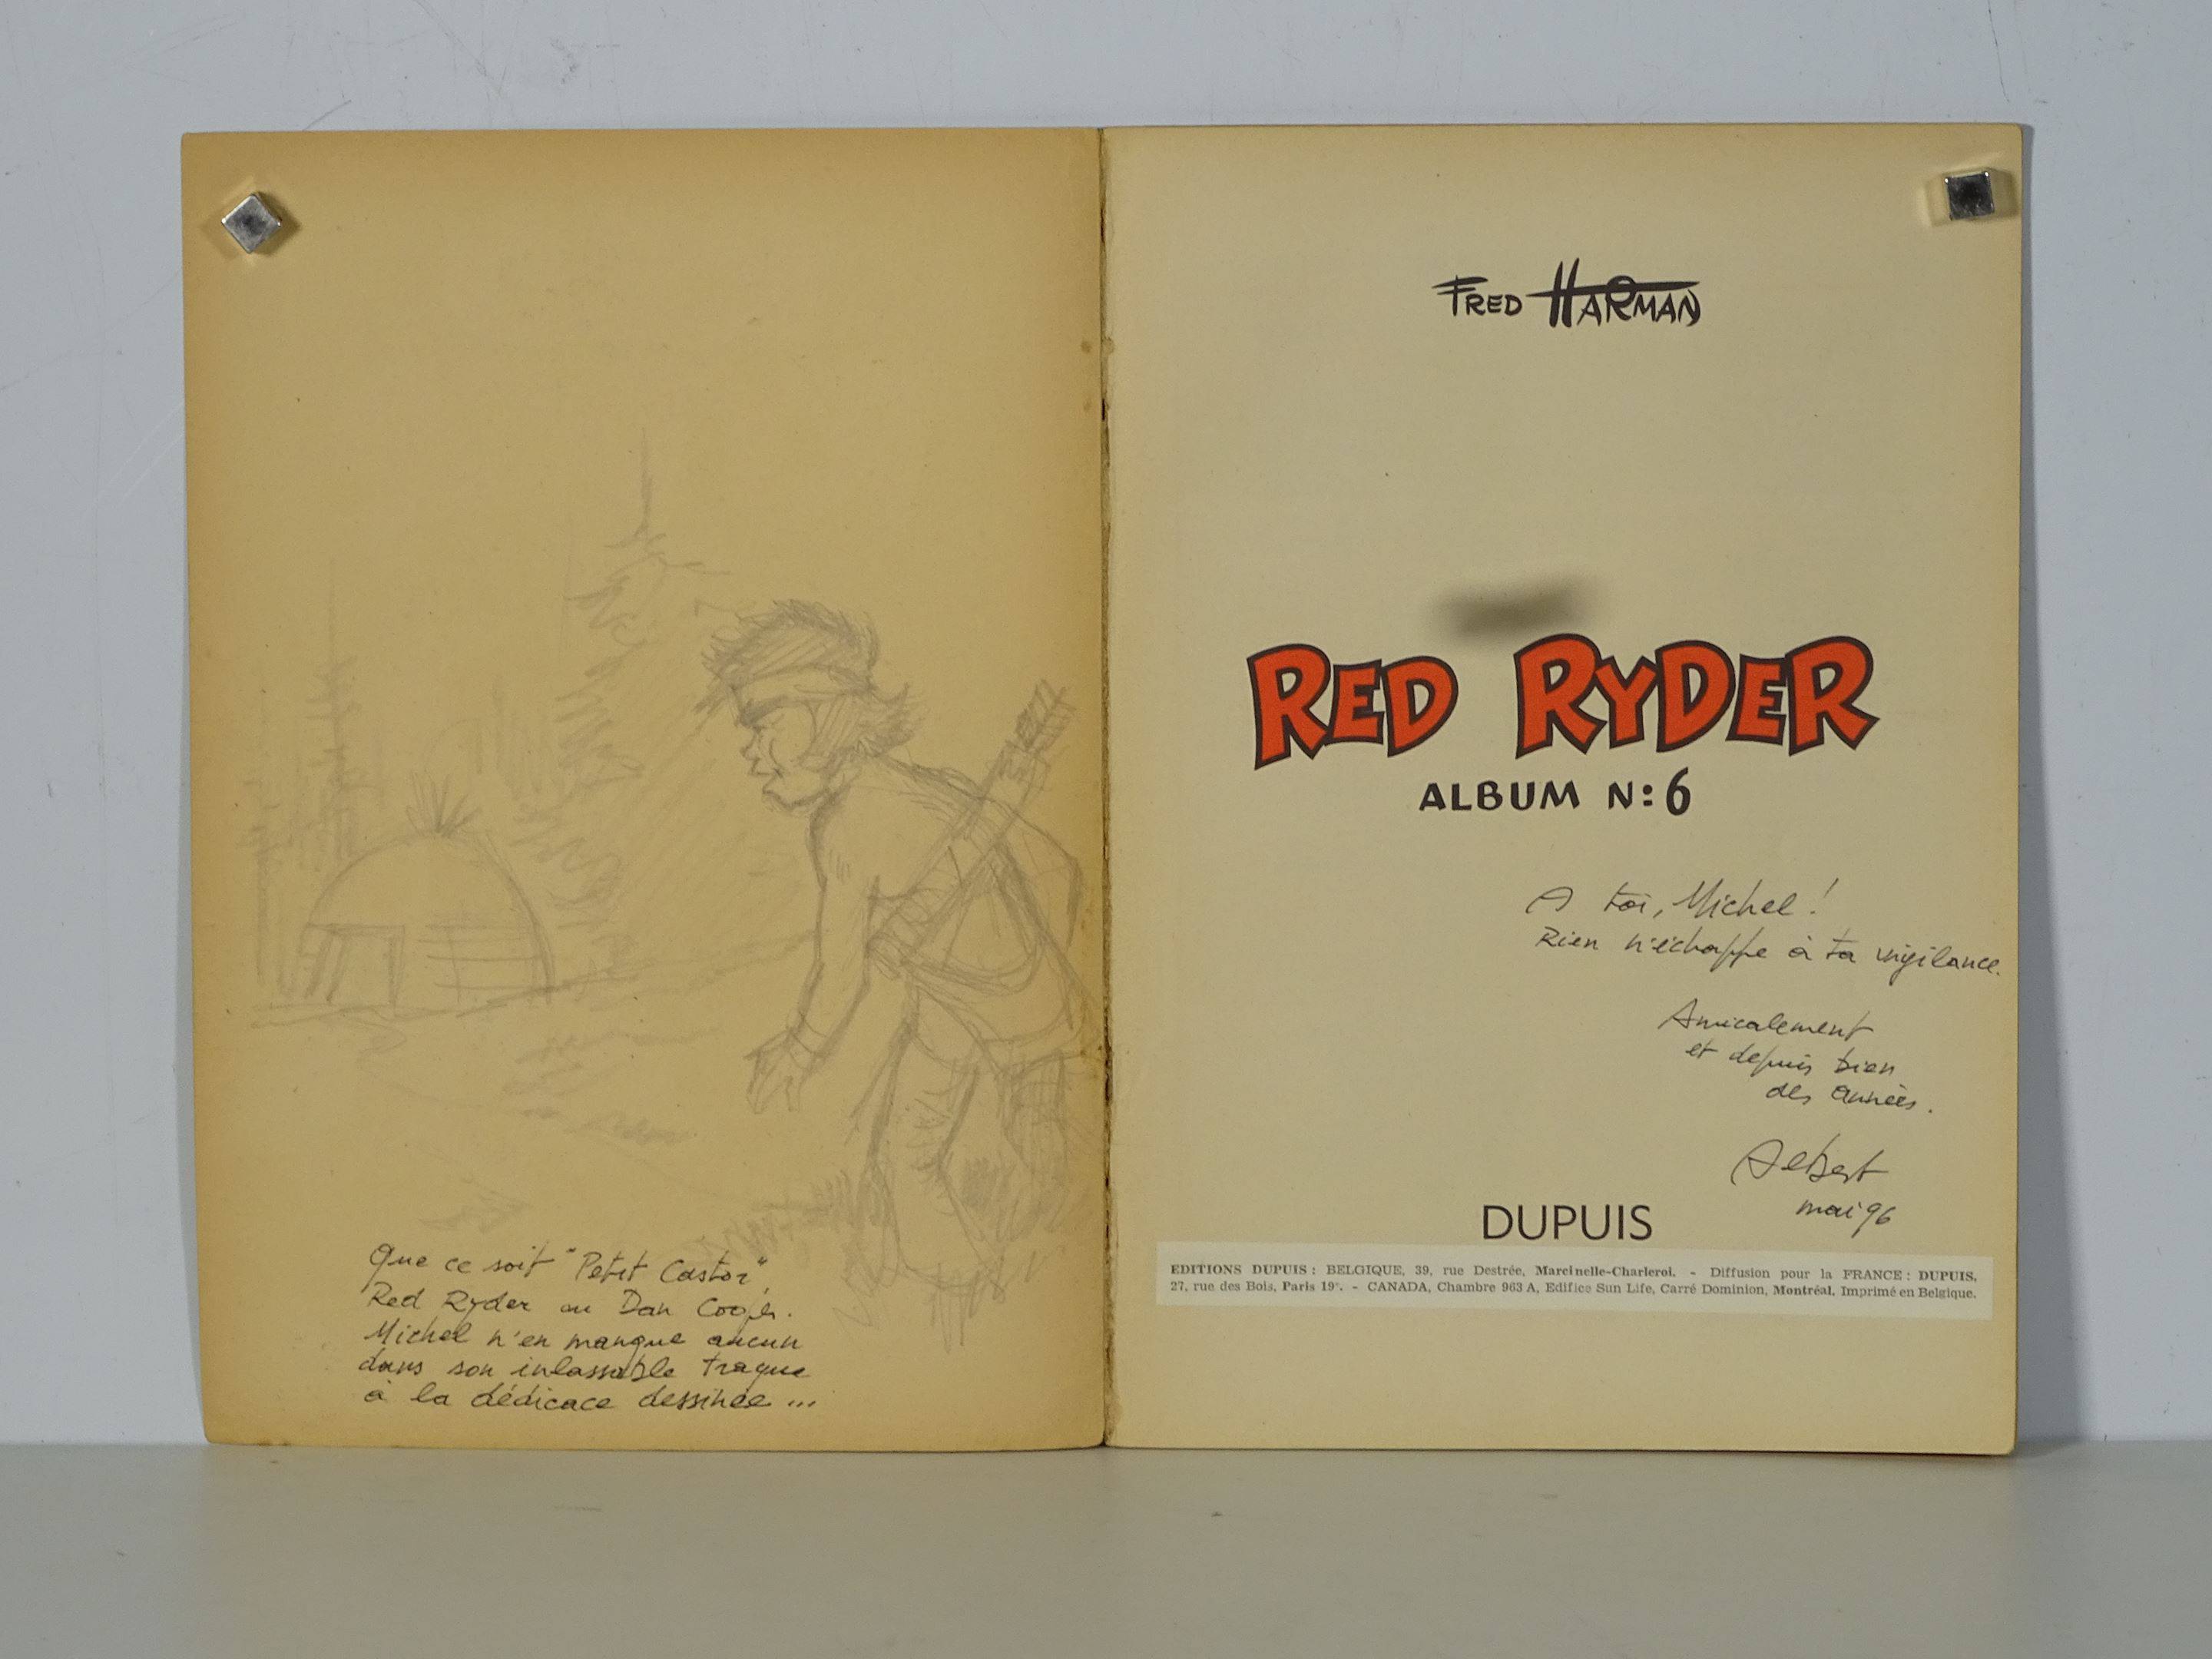 Que ce soit "Petit Castor",
Red Ryder ou Dan Cooper.
Michel n'en manque aucun
dans son inlassable traque
à la dédicace dessinée ...
FRED HARMAN
RED RYDER
ALBUM N: 6
A toi, Michel !
Rien n'échappe à ta vigilance.
Amicalement
et depuis bien
des années.
Aebert
mai 96
DUPUIS
EDITIONS DUPUIS : BELGIQUE, 39, rue Destrée, Marcinelle-Charleroi. - Diffusion pour la FRANCE : DUPUIS,
27, rue des Bois, Paris 19e. - CANADA, Chambre 963 A, Edifice Sun Life, Carré Dominion, Montréal. Imprimé en Belgique.